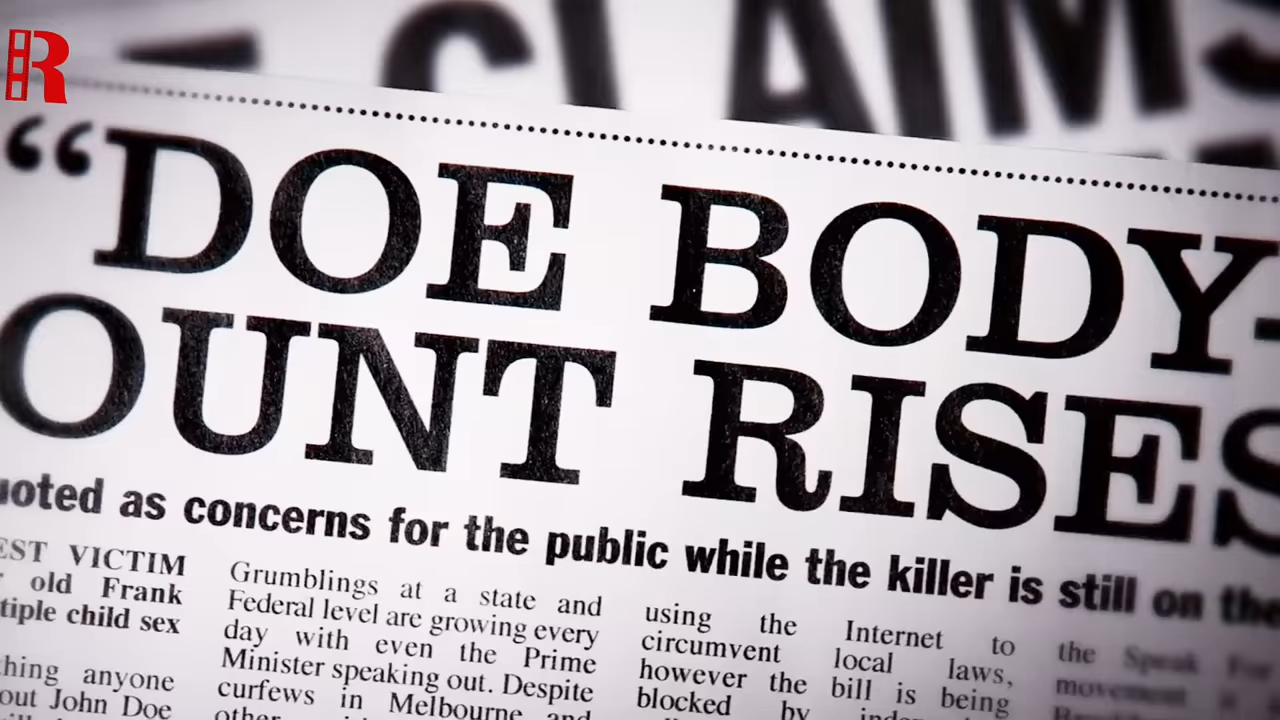 R
CLAIMS
“DOE BODY-
OUNT RISES
uoted as concerns for the public while the killer is still on the
EST VICTIM
old Frank
tiple child sex
thing anyone
out John Doe
Grumblings at a state and
Federal level are growing every
day with even the Prime
Minister speaking out. Despite
curfews in Melbourne and
other
using the Internet to
circumvent local laws,
however the bill is being
blocked by
the Speak For
movement